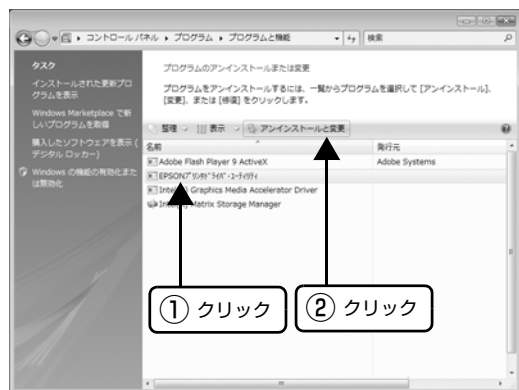 コントロール パネル ▸ プログラム ▸ プログラムと機能
検索
タスク
インストールされた更新プロ
グラムを表示
Windows Marketplace で新
しいプログラムを取得
購入したソフトウェアを表示 (
デジタル ロッカー)
Windows の機能の有効化また
は無効化
プログラムのアンインストールまたは変更
プログラムをアンインストールするには、一覧からプログラムを選択して [アンインストール]、
[変更]、または [修復] をクリックします。
整理 表示 アンインストールと変更
名前 発行元
Adobe Flash Player 9 ActiveX Adobe Systems
EPSONプリンタドライバ・ユーティリティ
Graphics Media Accelerator Driver
Matrix Storage Manager
① クリック ② クリック